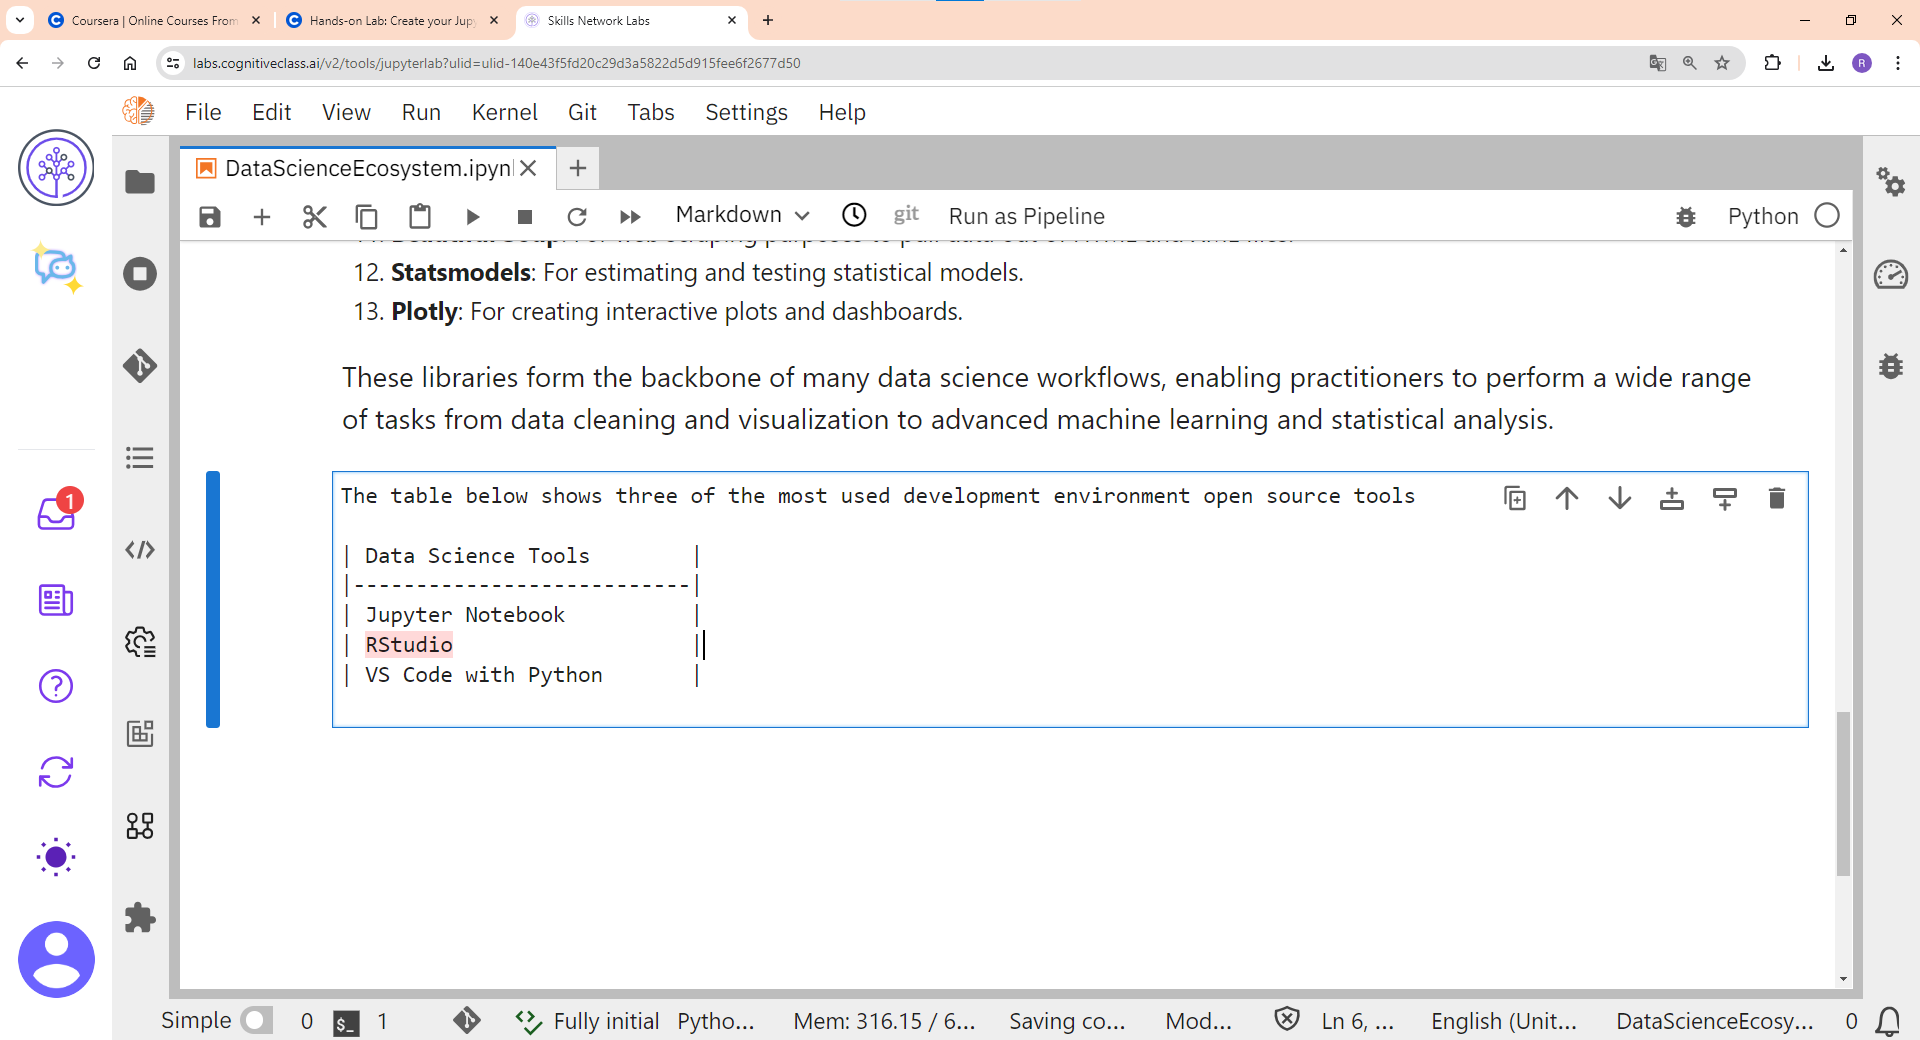 Coursera | Online Courses From
Hands-on Lab: Create your Jup
Skills Network Labs
labs.cognitiveclass.ai/v2/tools/jupyterlab?ulid=ulid-140e43f5fd20c29d3a5822d5d915fee6f2677d50
R
File Edit View Run Kernel Git Tabs Settings Help
DataScienceEcosystem.ipyn
Markdown git Run as Pipeline Python
12. Statsmodels: For estimating and testing statistical models.
13. Plotly: For creating interactive plots and dashboards.
These libraries form the backbone of many data science workflows, enabling practitioners to perform a wide range
of tasks from data cleaning and visualization to advanced machine learning and statistical analysis.
The table below shows three of the most used development environment open source tools
| Data Science Tools |
|---------------------------|
| Jupyter Notebook |
| RStudio |
| VS Code with Python |
1
Simple 0 $_ 1 Fully initial Pytho... Mem: 316.15 / 6... Saving co... Mod... Ln 6, ... English (Unit... DataScienceEcosy... 0